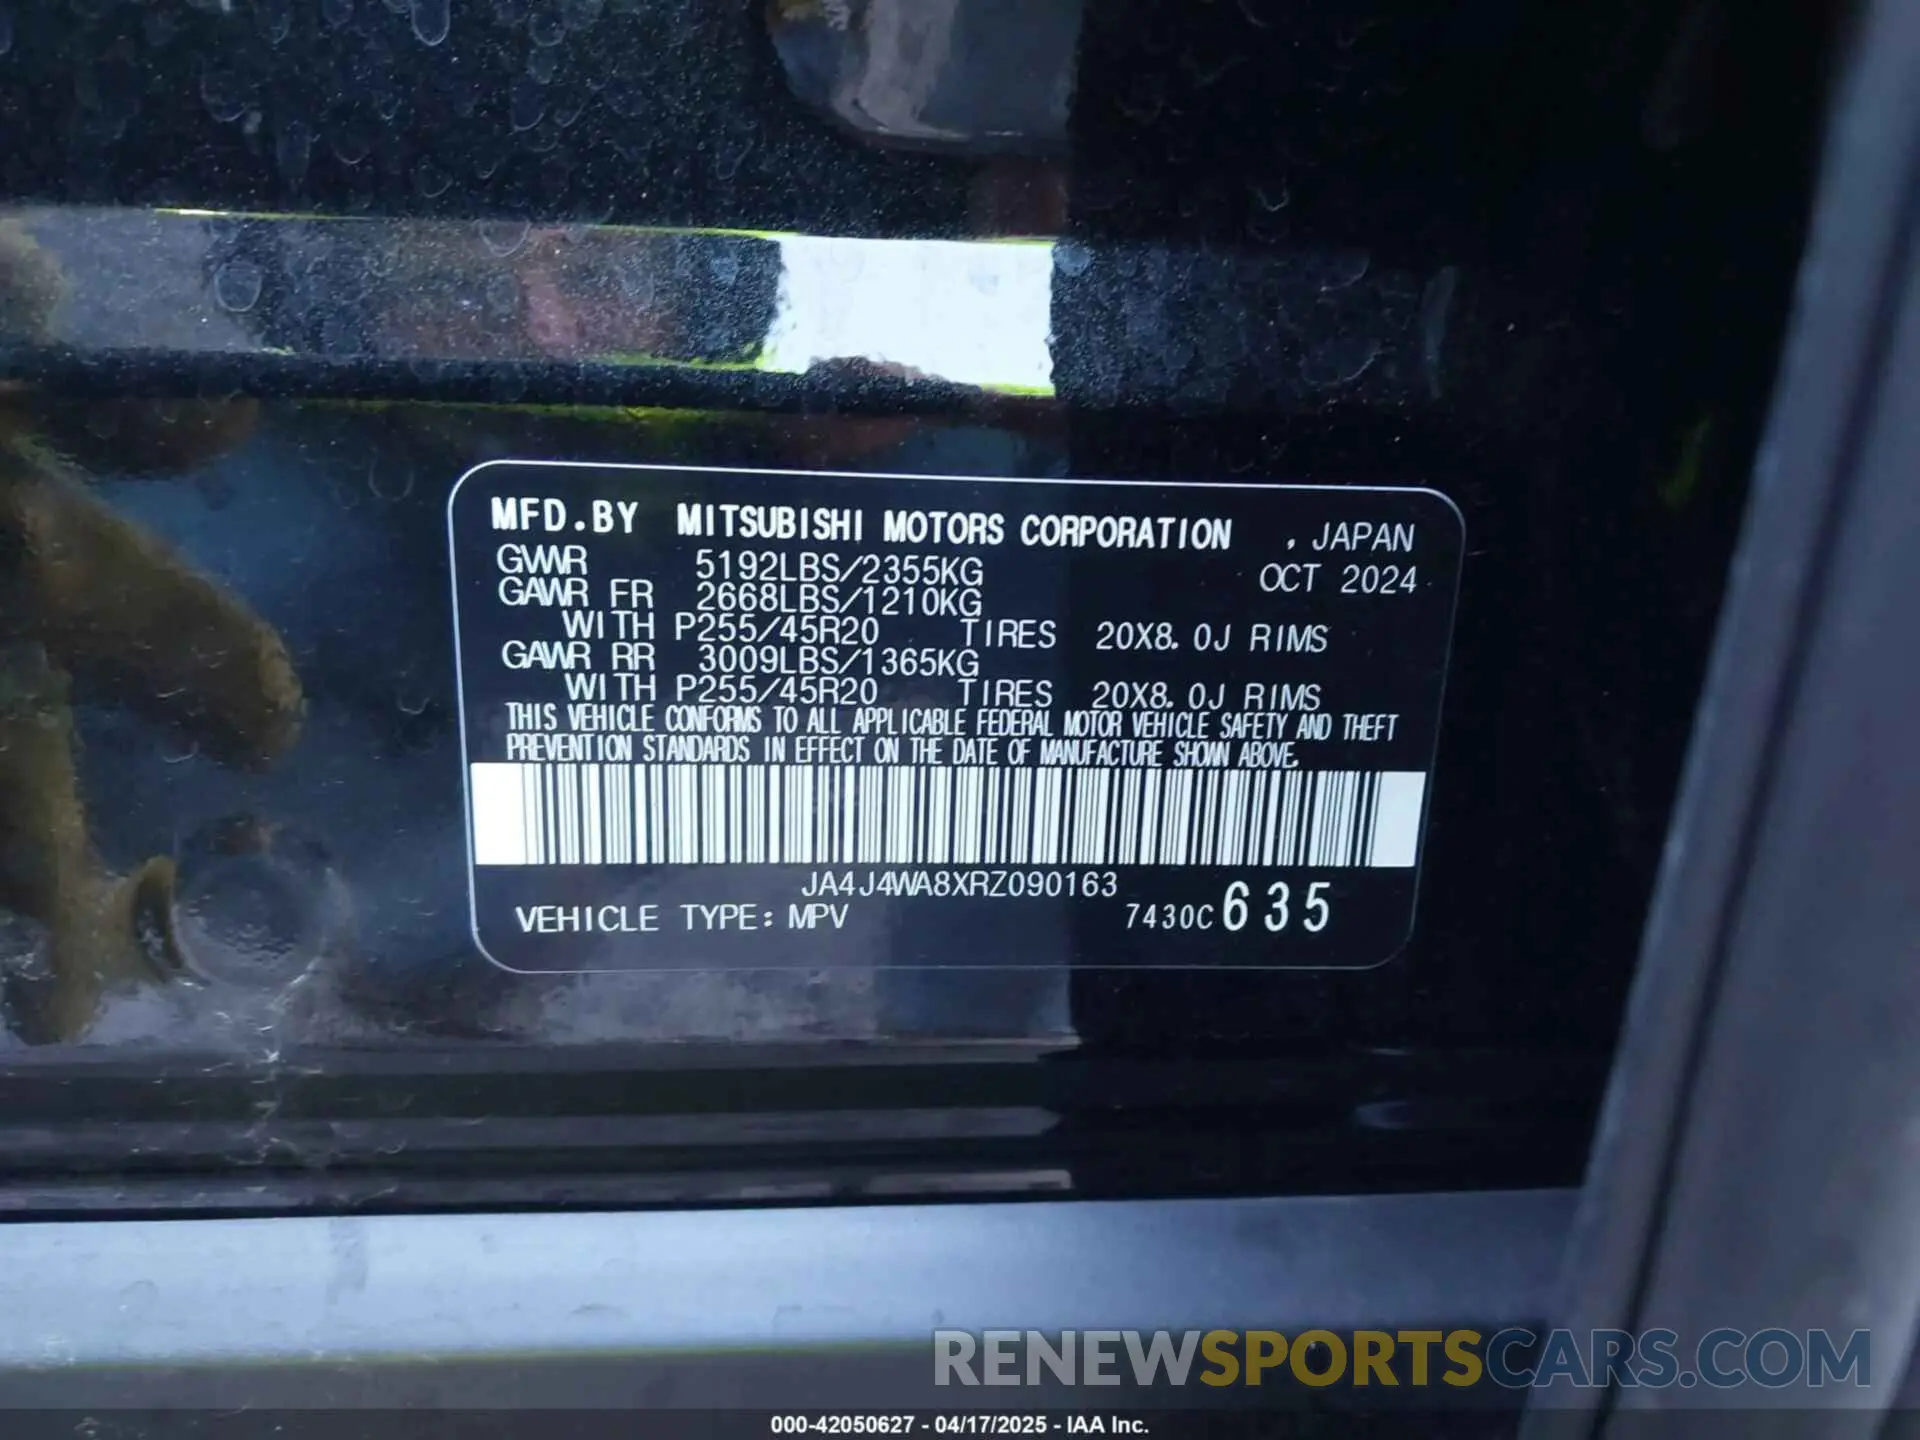 MFD.BY MITSUBISHI MOTORS CORPORATION , JAPAN
GVWR 5192LBS/2355KG OCT 2024
GAWR FR 2668LBS/1210KG
WITH P255/45R20 TIRES 20X8.0J RIMS
GAWR RR 3009LBS/1365KG
WITH P255/45R20 TIRES 20X8.0J RIMS
THIS VEHICLE CONFORMS TO ALL APPLICABLE FEDERAL MOTOR VEHICLE SAFETY AND THEFT
PREVENTION STANDARDS IN EFFECT ON THE DATE OF MANUFACTURE SHOWN ABOVE.
JA4J4WA8XRZ090163
VEHICLE TYPE: MPV 7430C 635
RENEWSPORTSCARS.COM
000-42050627 - 04/17/2025 - IAA Inc.